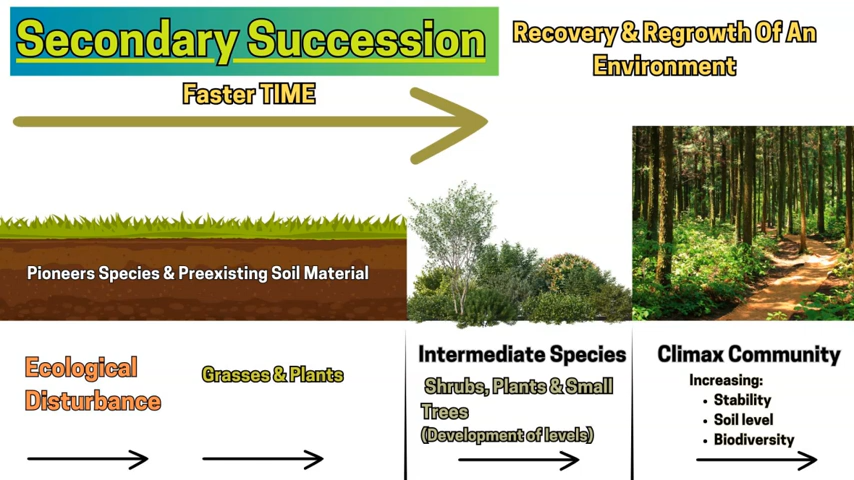 Secondary Succession
Recovery & Regrowth Of An
Environment
Faster TIME
Pioneers Species & Preexisting Soil Material
Ecological
Disturbance
Grasses & Plants
Intermediate Species
Shrubs, Plants & Small
Trees
(Development of levels)
Climax Community
Increasing:
• Stability
• Soil level
• Biodiversity